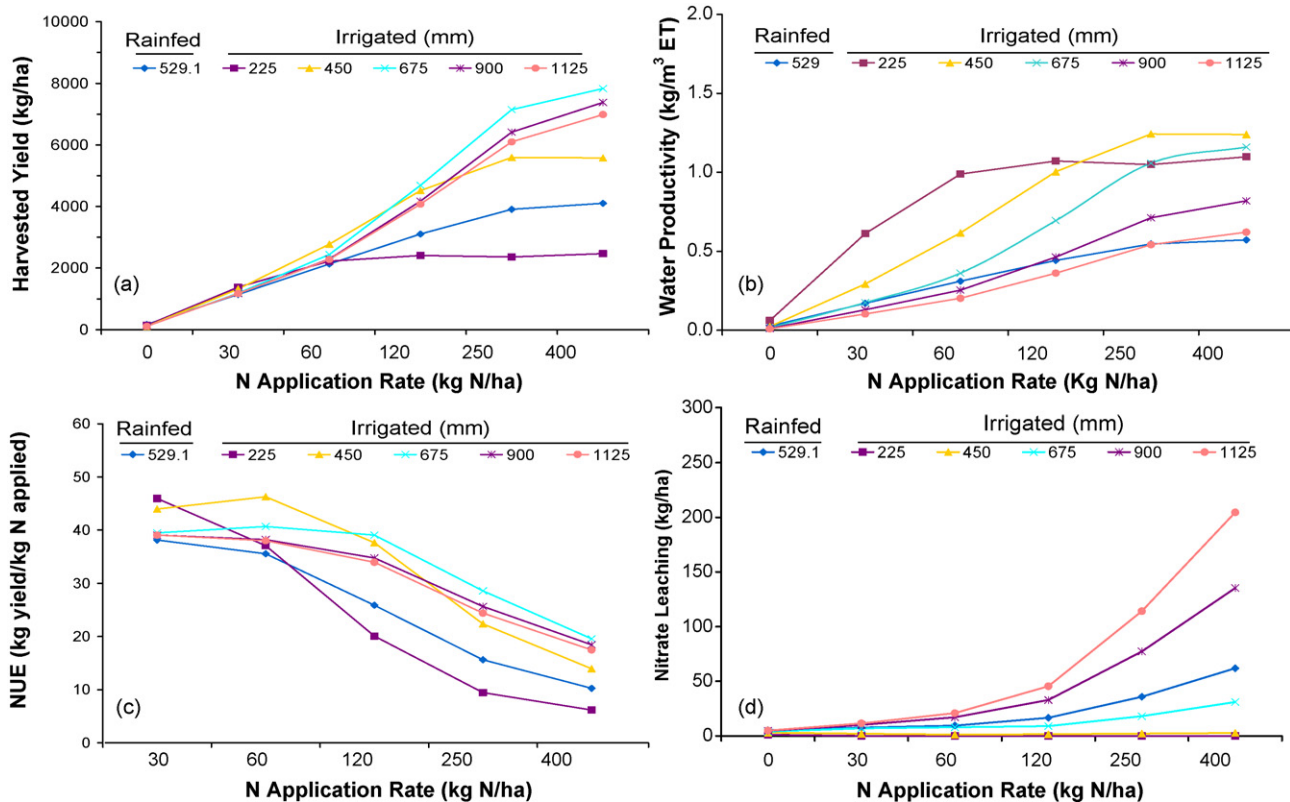 Rainfed Irrigated (mm)
529.1 225 450 675 900 1125
Harvested Yield (kg/ha)
10000
8000
6000
4000
2000
0
(a)
0 30 60 120 250 400
N Application Rate (kg N/ha)
Rainfed Irrigated (mm)
529 225 450 675 900 1125
Water Productivity (kg/m³ ET)
2.0
1.5
1.0
0.5
0.0
(b)
0 30 60 120 250 400
N Application Rate (Kg N/ha)
Rainfed Irrigated (mm)
529.1 225 450 675 900 1125
NUE (kg yield/kg N applied)
60
50
40
30
20
10
0
(c)
30 60 120 250 400
N Application Rate (kg N/ha)
Rainfed Irrigated (mm)
529.1 225 450 675 900 1125
Nitrate Leaching (kg/ha)
300
250
200
150
100
50
0
(d)
0 30 60 120 250 400
N Application Rate (kg N/ha)